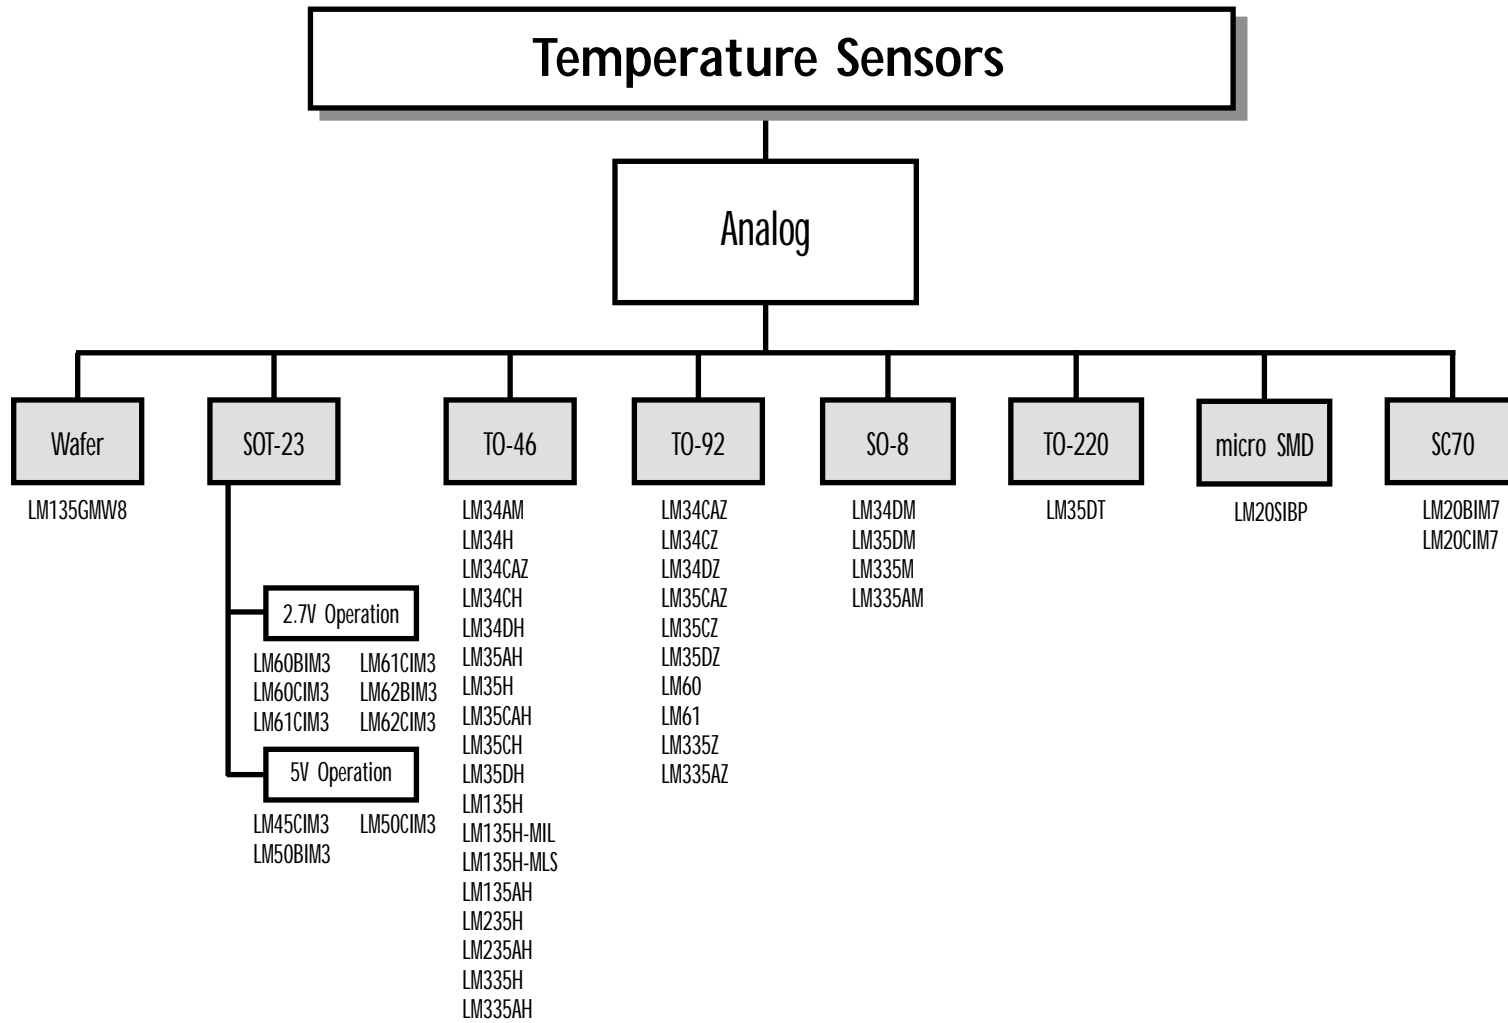 Temperature Sensors
Analog
Wafer
LM135GMW8
SOT-23
2.7V Operation
LM60BIM3 LM61CIM3
LM60CIM3 LM62BIM3
LM61CIM3 LM62CIM3
5V Operation
LM45CIM3 LM50CIM3
LM50BIM3
TO-46
LM34AM
LM34H
LM34CAZ
LM34CH
LM34DH
LM35AH
LM35H
LM35CAH
LM35CH
LM35DH
LM135H
LM135H-MIL
LM135H-MLS
LM135AH
LM235H
LM235AH
LM335H
LM335AH
TO-92
LM34CAZ
LM34CZ
LM34DZ
LM35CAZ
LM35CZ
LM35DZ
LM60
LM61
LM335Z
LM335AZ
SO-8
LM34DM
LM35DM
LM335M
LM335AM
TO-220
LM35DT
micro SMD
LM20SIBP
SC70
LM20BIM7
LM20CIM7